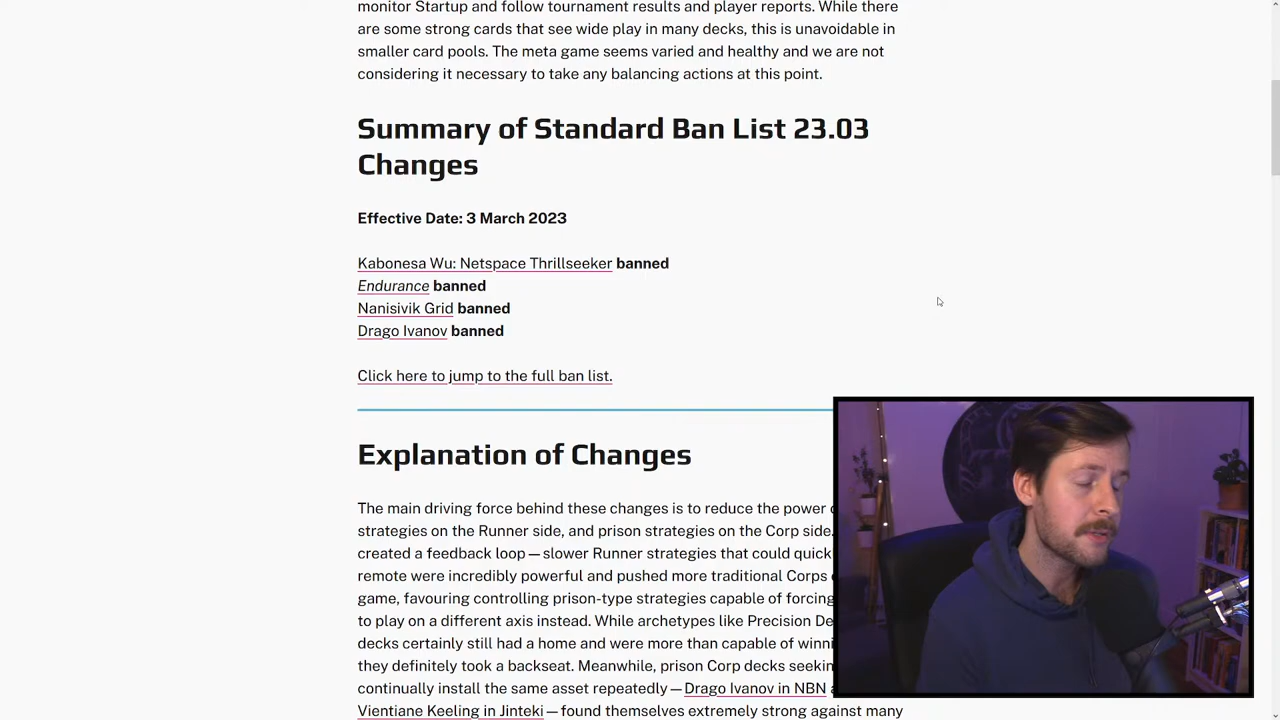 monitor Startup and follow tournament results and player reports. While there
are some strong cards that see wide play in many decks, this is unavoidable in
smaller card pools. The meta game seems varied and healthy and we are not
considering it necessary to take any balancing actions at this point.
Summary of Standard Ban List 23.03
Changes
Effective Date: 3 March 2023
Kabonesa Wu: Netspace Thrillseeker banned
Endurance banned
Nanisivik Grid banned
Drago Ivanov banned
Click here to jump to the full ban list.
Explanation of Changes
The main driving force behind these changes is to reduce the power
strategies on the Runner side, and prison strategies on the Corp side.
created a feedback loop—slower Runner strategies that could quick
remote were incredibly powerful and pushed more traditional Corps
game, favouring controlling prison-type strategies capable of forcing
to play on a different axis instead. While archetypes like Precision De
decks certainly still had a home and were more than capable of winni
they definitely took a backseat. Meanwhile, prison Corp decks seekin
continually install the same asset repeatedly—Drago Ivanov in NBN
Vientiane Keeling in Jinteki—found themselves extremely strong against many